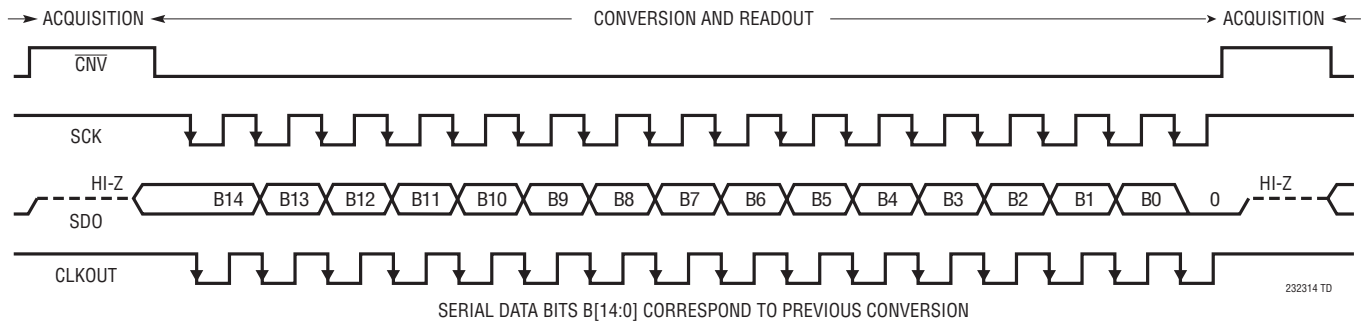 ACQUISITION CONVERSION AND READOUT ACQUISITION
CNV
SCK
HI-Z B14 B13 B12 B11 B10 B9 B8 B7 B6 B5 B4 B3 B2 B1 B0 0 HI-Z
SDO
CLKOUT
232314 TD
SERIAL DATA BITS B[14:0] CORRESPOND TO PREVIOUS CONVERSION